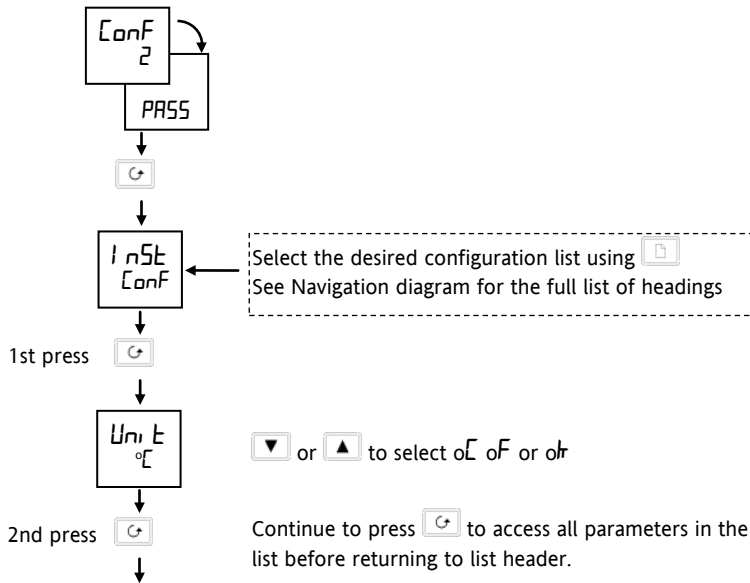 ConF
2
PASS
InSt
ConF
Select the desired configuration list using
See Navigation diagram for the full list of headings
1st press
Unit
°C
or to select oC oF or ok
2nd press
Continue to press to access all parameters in the
list before returning to list header.